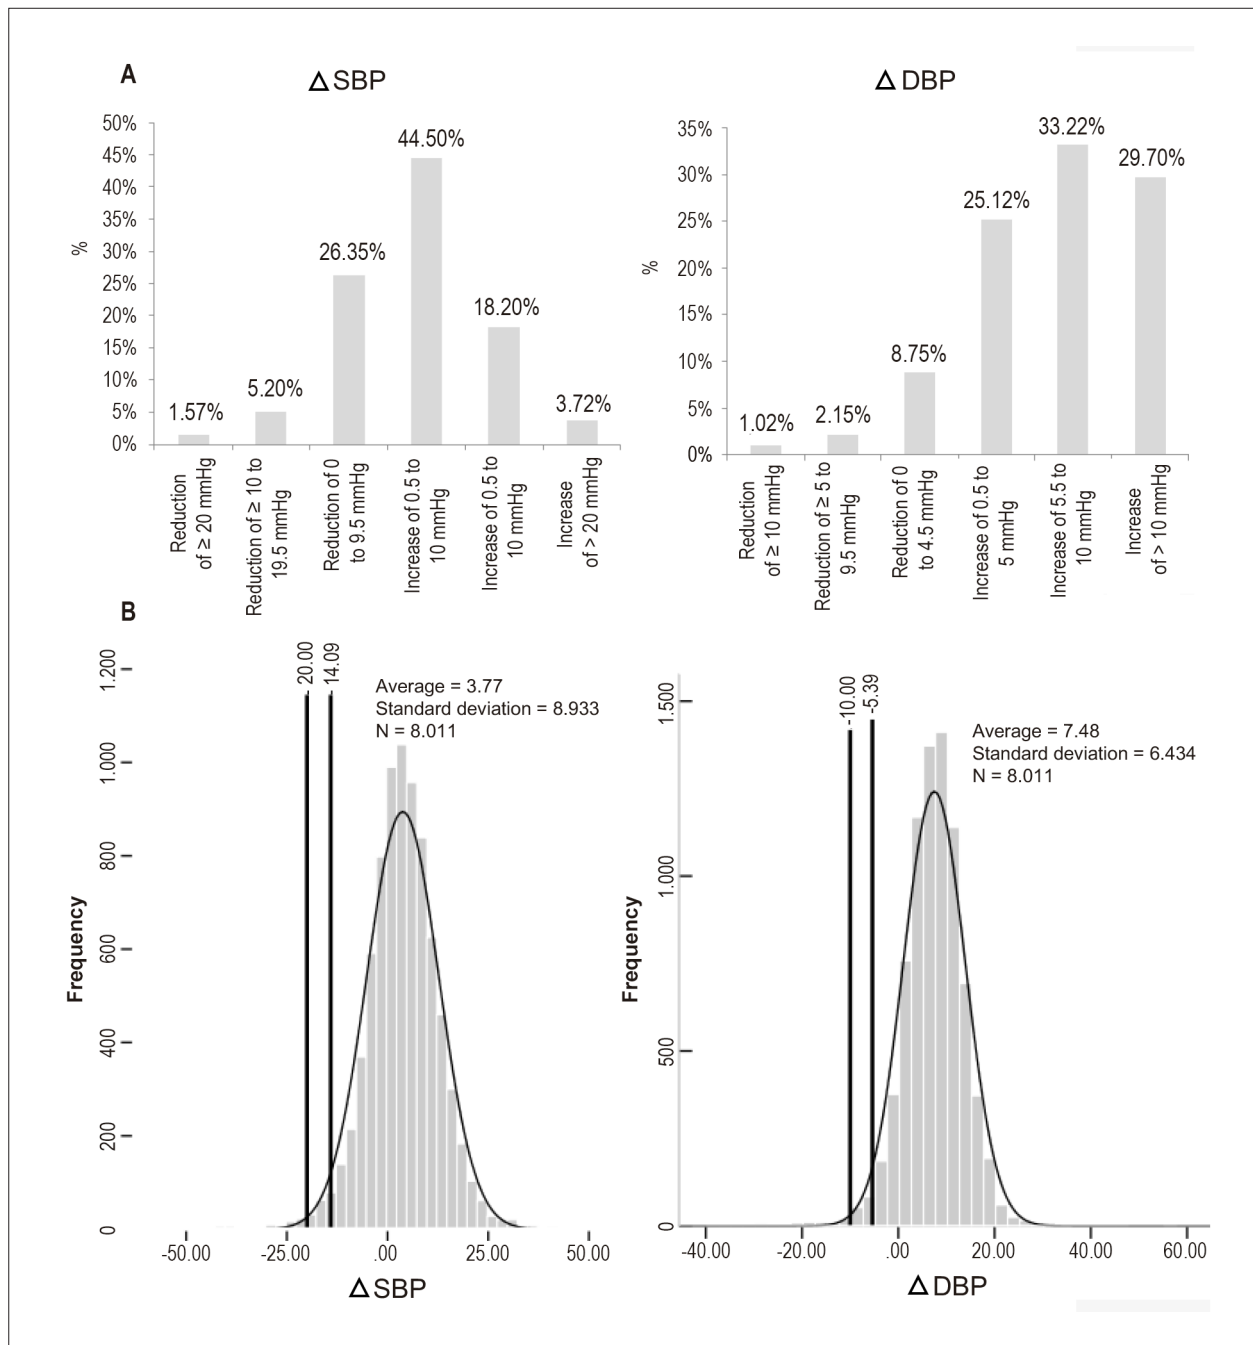 A
△ SBP
50%
45%
40%
35%
30%
25%
20%
15%
10%
5%
0%
%
1.57%
5.20%
26.35%
44.50%
18.20%
3.72%
Reduction
of ≥ 20 mmHg
Reduction of ≥ 10 to
19.5 mmHg
Reduction of 0
to 9.5 mmHg
Increase of 0.5 to
10 mmHg
Increase of 0.5 to
10 mmHg
Increase
of > 20 mmHg
△ DBP
35%
30%
25%
20%
15%
10%
5%
0%
%
1.02%
2.15%
8.75%
25.12%
33.22%
29.70%
Reduction
of ≥ 10 mmHg
Reduction of ≥ 5 to
9.5 mmHg
Reduction of 0
to 4.5 mmHg
Increase of 0.5 to
5 mmHg
Increase of 5.5 to
10 mmHg
Increase
of > 10 mmHg
B
1.200
1.000
800
600
400
200
0
Frequency
20.00
14.09
Average = 3.77
Standard deviation = 8.933
N = 8.011
-50.00
-25.00
.00
25.00
50.00
△ SBP
1.500
1.000
500
0
Frequency
-10.00
-5.39
Average = 7.48
Standard deviation = 6.434
N = 8.011
-40.00
-20.00
.00
20.00
40.00
60.00
△ DBP